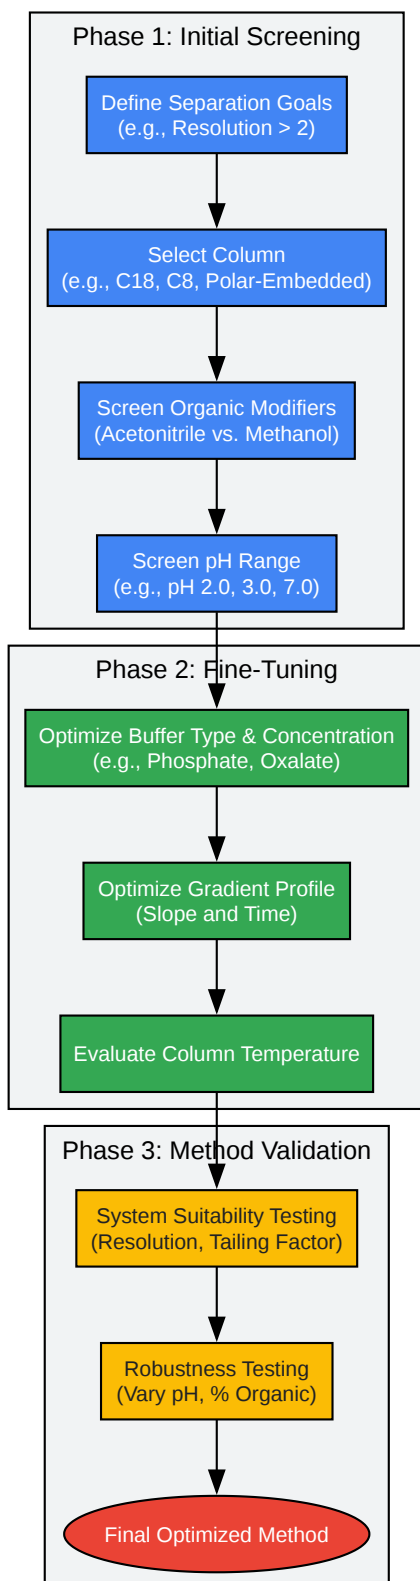 Phase 1: Initial Screening
Define Separation Goals
(e.g., Resolution > 2)
Select Column
(e.g., C18, C8, Polar-Embedded)
Screen Organic Modifiers
(Acetonitrile vs. Methanol)
Screen pH Range
(e.g., pH 2.0, 3.0, 7.0)
Phase 2: Fine-Tuning
Optimize Buffer Type & Concentration
(e.g., Phosphate, Oxalate)
Optimize Gradient Profile
(Slope and Time)
Evaluate Column Temperature
Phase 3: Method Validation
System Suitability Testing
(Resolution, Tailing Factor)
Robustness Testing
(Vary pH, % Organic)
Final Optimized Method